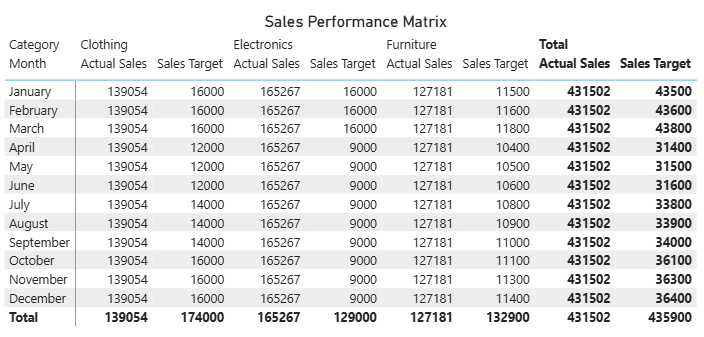 Sales Performance Matrix
Category Clothing Electronics Furniture Total
Month Actual Sales Sales Target Actual Sales Sales Target Actual Sales Sales Target Actual Sales Sales Target
January 139054 16000 165267 16000 127181 11500 431502 43500
February 139054 16000 165267 16000 127181 11600 431502 43600
March 139054 16000 165267 16000 127181 11800 431502 43800
April 139054 12000 165267 9000 127181 10400 431502 31400
May 139054 12000 165267 9000 127181 10500 431502 31500
June 139054 12000 165267 9000 127181 10600 431502 31600
July 139054 14000 165267 9000 127181 10800 431502 33800
August 139054 14000 165267 9000 127181 10900 431502 33900
September 139054 14000 165267 9000 127181 11000 431502 34000
October 139054 16000 165267 9000 127181 11100 431502 36100
November 139054 16000 165267 9000 127181 11300 431502 36300
December 139054 16000 165267 9000 127181 11400 431502 36400
Total 139054 174000 165267 129000 127181 132900 431502 435900